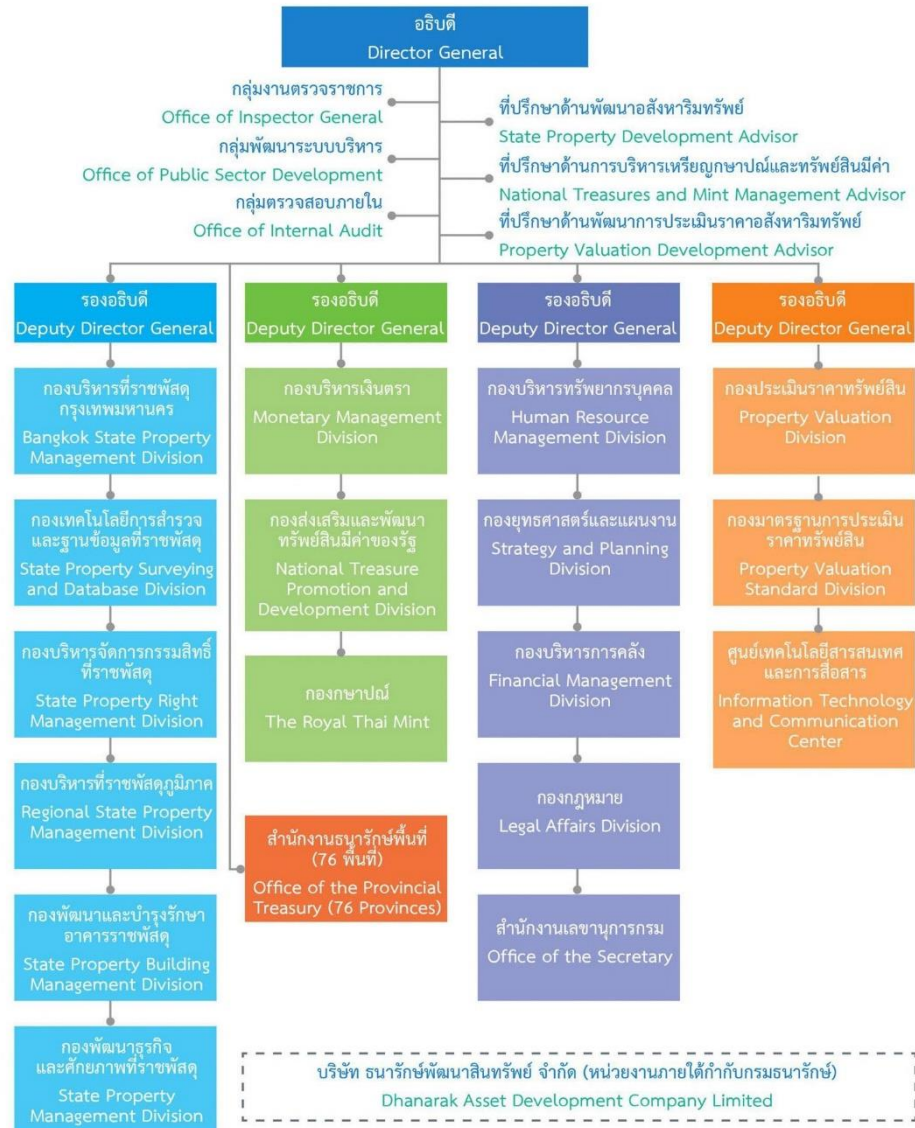 อธิบดี
Director General
กลุ่มงานตรวจราชการ
Office of Inspector General
กลุ่มพัฒนาระบบบริหาร
Office of Public Sector Development
กลุ่มตรวจสอบภายใน
Office of Internal Audit
ที่ปรึกษาด้านพัฒนาอสังหาริมทรัพย์
State Property Development Advisor
ที่ปรึกษาด้านการบริหารเหรียญกษาปณ์และทรัพย์สินมีค่า
National Treasures and Mint Management Advisor
ที่ปรึกษาด้านพัฒนาการประเมินราคาอสังหาริมทรัพย์
Property Valuation Development Advisor
รองอธิบดี
Deputy Director General
กองบริหารที่ราชพัสดุ
กรุงเทพมหานคร
Bangkok State Property
Management Division
กองเทคโนโลยีการสำรวจ
และฐานข้อมูลที่ราชพัสดุ
State Property Surveying
and Database Division
กองบริหารจัดการกรรมสิทธิ์
ที่ราชพัสดุ
State Property Right
Management Division
กองบริหารที่ราชพัสดุภูมิภาค
Regional State Property
Management Division
กองพัฒนาและบำรุงรักษา
อาคารราชพัสดุ
State Property Building
Management Division
กองพัฒนาธุรกิจ
และศักยภาพที่ราชพัสดุ
State Property
Management Division
รองอธิบดี
Deputy Director General
กองบริหารเงินตรา
Monetary Management
Division
กองส่งเสริมและพัฒนา
ทรัพย์สินมีค่าของรัฐ
National Treasure
Promotion and
Development Division
กองกษาปณ์
The Royal Thai Mint
สำนักงานธนารักษ์พื้นที่
(76 พื้นที่)
Office of the Provincial
Treasury (76 Provinces)
รองอธิบดี
Deputy Director General
กองบริหารทรัพยากรบุคคล
Human Resource
Management Division
กองยุทธศาสตร์และแผนงาน
Strategy and Planning
Division
กองบริหารการคลัง
Financial Management
Division
กองกฎหมาย
Legal Affairs Division
สำนักงานเลขานุการกรม
Office of the Secretary
รองอธิบดี
Deputy Director General
กองประเมินราคาทรัพย์สิน
Property Valuation
Division
กองมาตรฐานการประเมิน
ราคาทรัพย์สิน
Property Valuation
Standard Division
ศูนย์เทคโนโลยีสารสนเทศ
และการสื่อสาร
Information Technology
and Communication
Center
บริษัท ธนารักษ์พัฒนาสินทรัพย์ จำกัด (หน่วยงานภายใต้กำกับกรมธนารักษ์)
Dhanarak Asset Development Company Limited